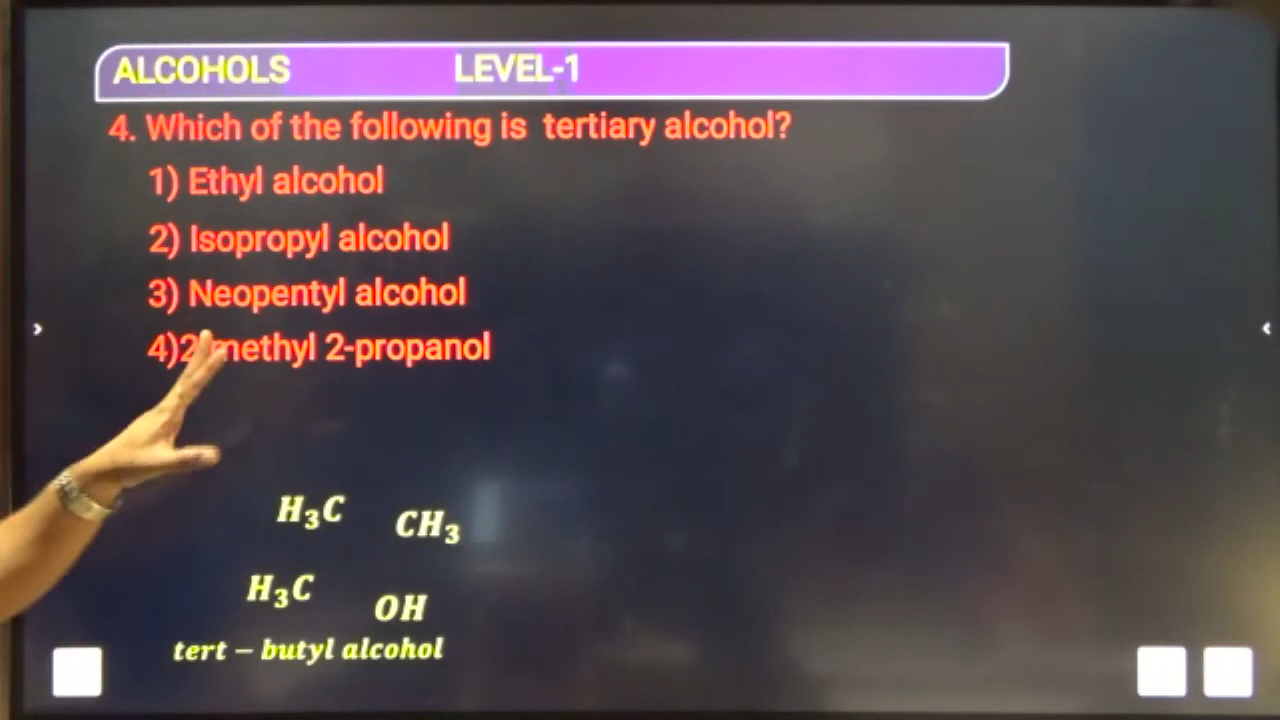 ALCOHOLS LEVEL-1
4. Which of the following is tertiary alcohol?
1) Ethyl alcohol
2) Isopropyl alcohol
3) Neopentyl alcohol
4)2 methyl 2-propanol
H₃C CH₃
H₃C OH
tert – butyl alcohol